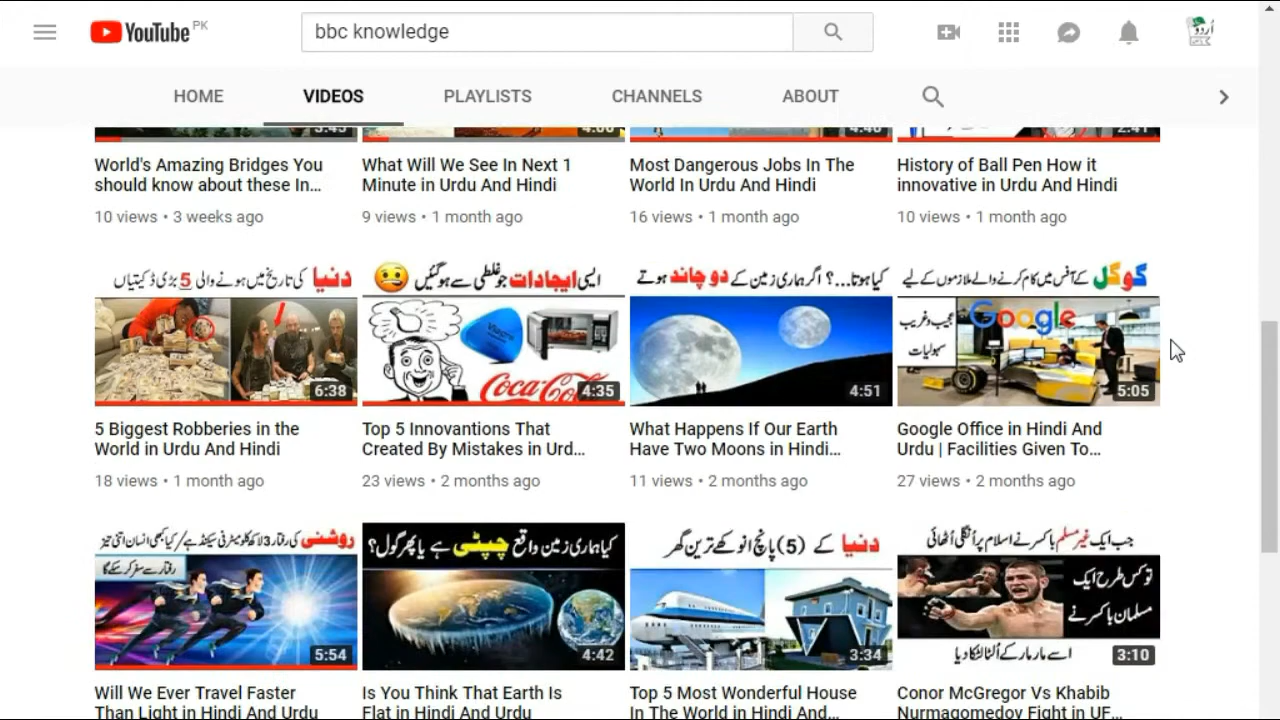 YouTube PK
bbc knowledge
HOME
VIDEOS
PLAYLISTS
CHANNELS
ABOUT
3:45
4:00
4:48
2:41
World's Amazing Bridges You
should know about these In...
10 views • 3 weeks ago
What Will We See In Next 1
Minute in Urdu And Hindi
9 views • 1 month ago
Most Dangerous Jobs In The
World In Urdu And Hindi
16 views • 1 month ago
History of Ball Pen How it
innovative in Urdu And Hindi
10 views • 1 month ago
دنیا کی تاریخ میں ہونے والی 5 بڑی ڈکیتیاں
6:38
5 Biggest Robberies in the
World in Urdu And Hindi
18 views • 1 month ago
ایسی ایجادات جو غلطی سے ہوگئیں
Coca-Co
4:35
Top 5 Innovantions That
Created By Mistakes in Urd...
23 views • 2 months ago
کیا ہوتا...؟ اگر ہماری زمین کے دو چاند ہوتے
4:51
What Happens If Our Earth
Have Two Moons in Hindi...
11 views • 2 months ago
گوگل کے آفس میں کام کرنے والے ملازموں کے لیے
عجیب و غریب
سہولیات
Google
5:05
Google Office in Hindi And
Urdu | Facilities Given To...
27 views • 2 months ago
روشنی کی رفتار 3 لاکھ کلومیٹر فی سیکنڈ ہے / کیا کبھی انسان اتنی تیز
رفتار سے سفر کر سکے گا
5:54
Will We Ever Travel Faster
Than Light in Hindi And Urdu
کیا ہماری زمین واقع چپٹی ہے یا پھر گول؟
4:42
Is You Think That Earth Is
Flat in Hindi And Urdu
دنیا کے (5) پانچ انوکھے ترین گھر
3:34
Top 5 Most Wonderful House
In The World in Hindi And...
جب ایک غیر مسلم باکسر نے اسلام پر اُنگلی اُٹھائی
تو کس طرح ایک
مسلمان باکسر نے
اسے مار مار کے اُلٹا لٹکا دیا
3:10
Conor McGregor Vs Khabib
Nurmagomedov Fight in UF...